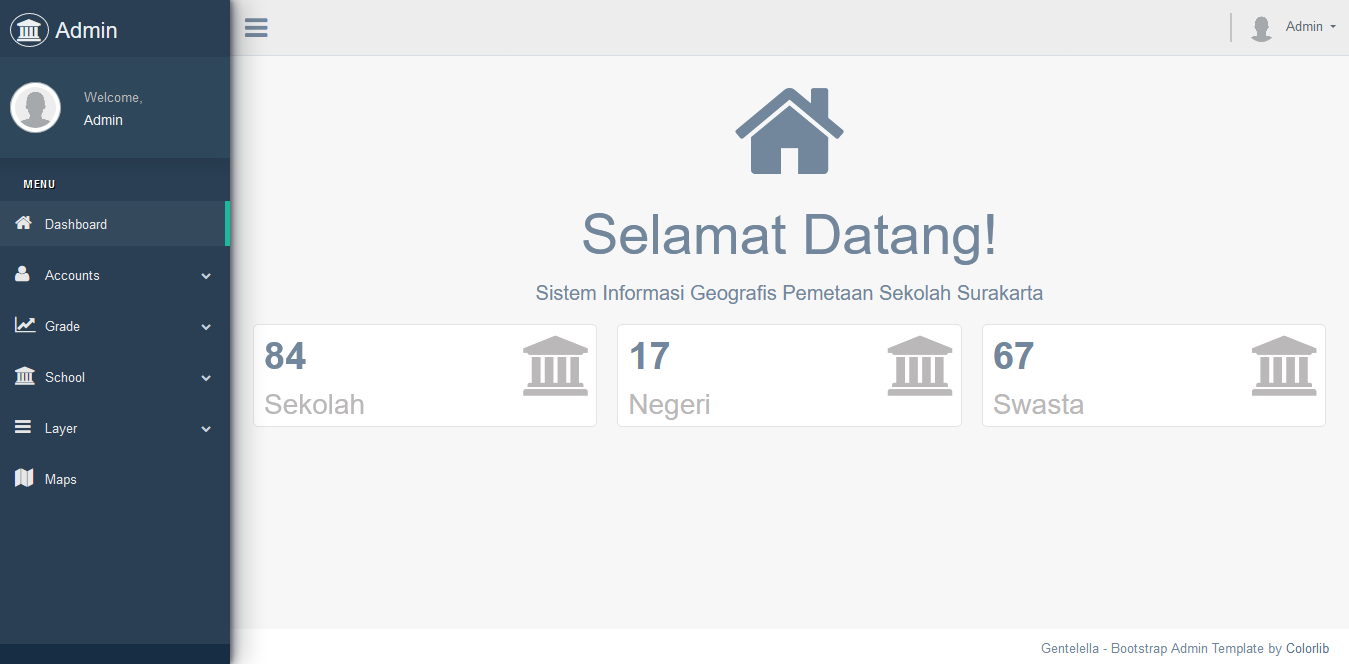 Admin
Admin
Welcome,
Admin
MENU
Dashboard
Accounts
Grade
School
Layer
Maps
Selamat Datang!
Sistem Informasi Geografis Pemetaan Sekolah Surakarta
84
Sekolah
17
Negeri
67
Swasta
Gentelella - Bootstrap Admin Template by Colorlib